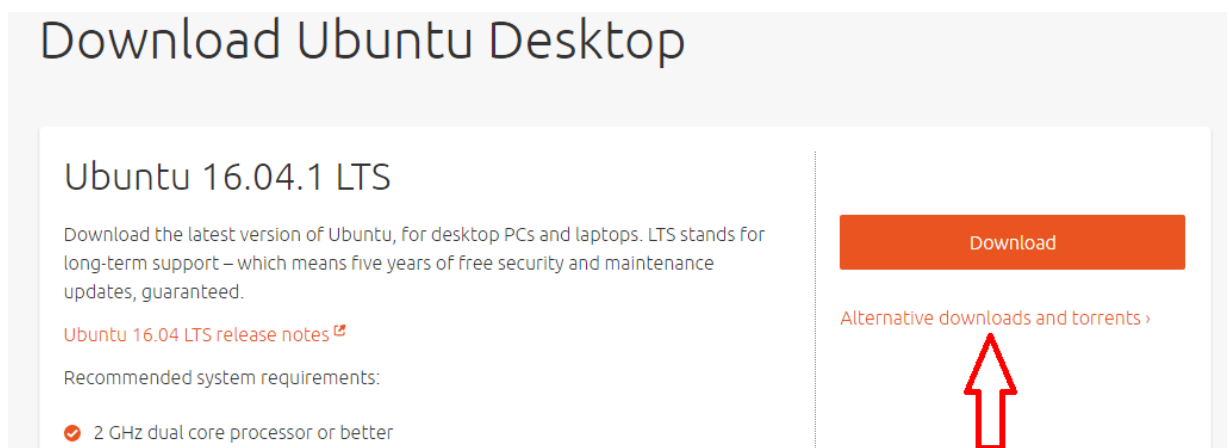 Download Ubuntu Desktop
Ubuntu 16.04.1 LTS
Download the latest version of Ubuntu, for desktop PCs and laptops. LTS stands for
long-term support – which means five years of free security and maintenance
updates, guaranteed.
Ubuntu 16.04 LTS release notes
Recommended system requirements:
2 GHz dual core processor or better
Download
Alternative downloads and torrents ›